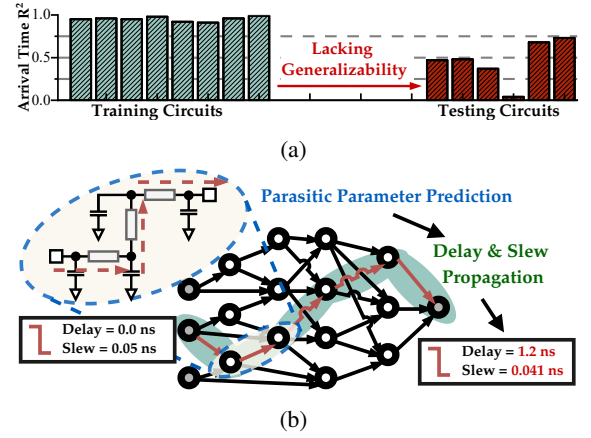 Arrival Time R²
1.0
0.5
0.0
Lacking
Generalizability
Training Circuits
Testing Circuits
(a)
Parasitic Parameter Prediction
Delay & Slew
Propagation
Delay = 0.0 ns
Slew = 0.05 ns
Delay = 1.2 ns
Slew = 0.041 ns
(b)